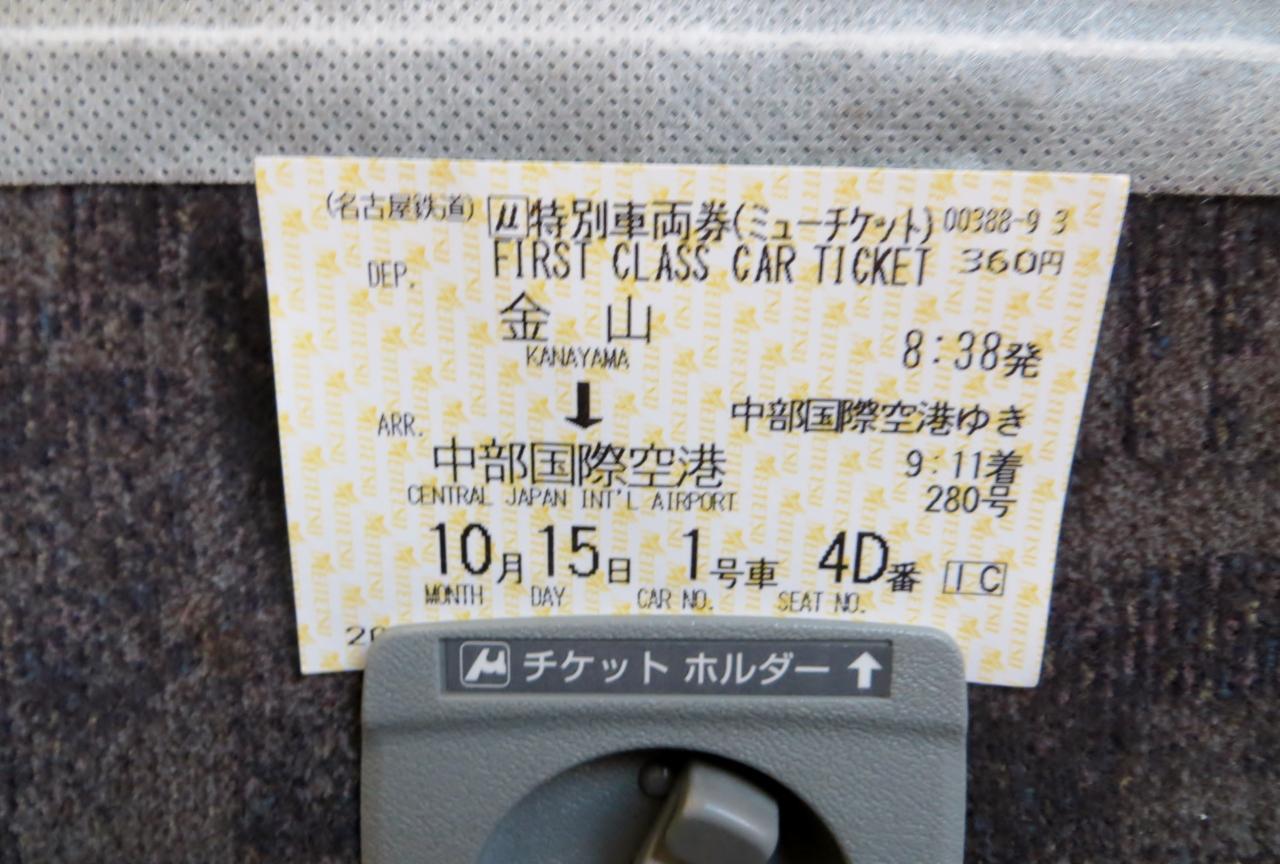 (名古屋鉄道) μ特別車両券(ミューチケット) 00388-9 3
FIRST CLASS CAR TICKET 360円
DEP.
金 山
KANAYAMA
8:38発
↓
中部国際空港ゆき
ARR.
中部国際空港
9:11着
CENTRAL JAPAN INT'L AIRPORT
280号
10月15日 1号車 4D番 IC
MONTH DAY CAR NO. SEAT NO.
μ チケット ホルダー ↑